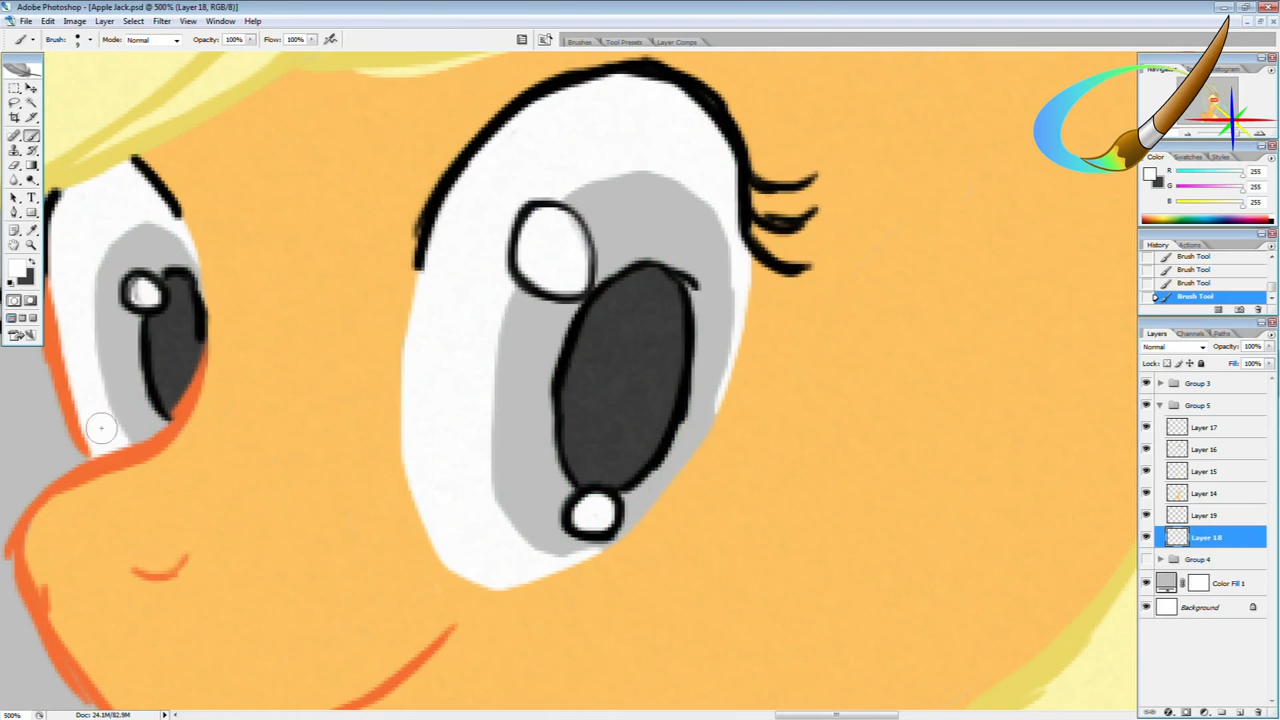 Adobe Photoshop - [Apple Jack.psd @ 500% (Layer 18, RGB/8)]
File Edit Image Layer Select Filter View Window Help
Brush: 9 Mode: Normal Opacity: 100% Flow: 100% Brushes Tool Presets Layer Comps
Color Swatches Styles
R 255
G 255
B 255
History Actions
Brush Tool
Brush Tool
Brush Tool
Brush Tool
Layers Channels Paths
Normal Opacity: 100%
Lock: Fill: 100%
Group 3
Group 5
Layer 17
Layer 16
Layer 15
Layer 14
Layer 19
Layer 18
Group 4
Color Fill 1
Background
500% Doc: 24.1M/82.9M